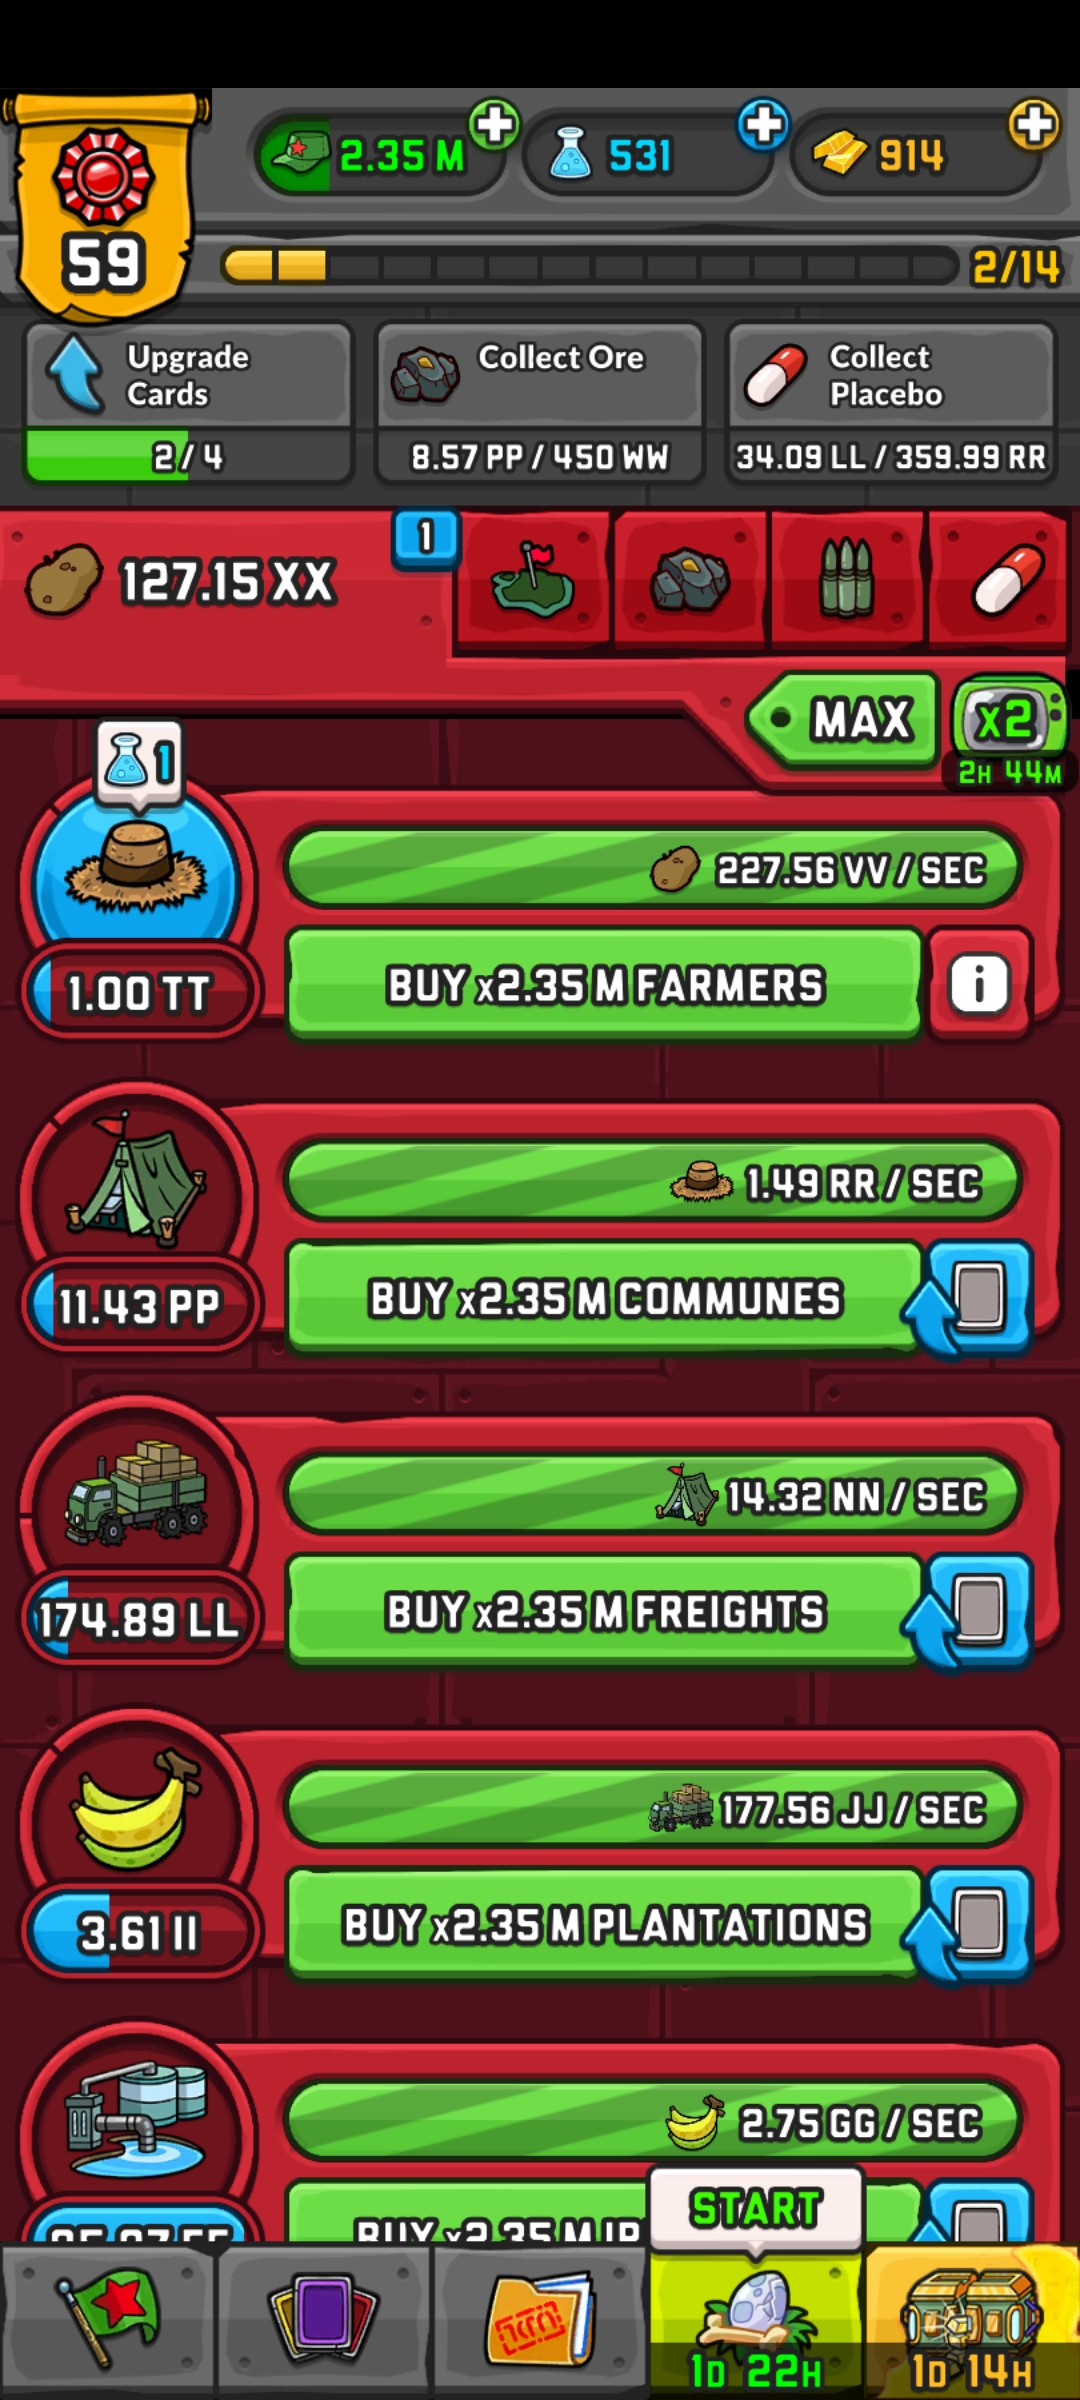 2.35 M
531
914
59
2/14
Upgrade
Cards
2/4
Collect Ore
8.57 PP / 450 WW
Collect
Placebo
34.09 LL / 359.99 RR
127.15 XX
1
MAX
x2
2H 44M
1
227.56 VV / SEC
1.00 TT
BUY x2.35 M FARMERS
i
1.49 RR / SEC
11.43 PP
BUY x2.35 M COMMUNES
14.32 NN / SEC
174.89 LL
BUY x2.35 M FREIGHTS
177.56 JJ / SEC
3.61 II
BUY x2.35 M PLANTATIONS
2.75 GG / SEC
BUY x2.35 M
START
1D 22H
1D 14H